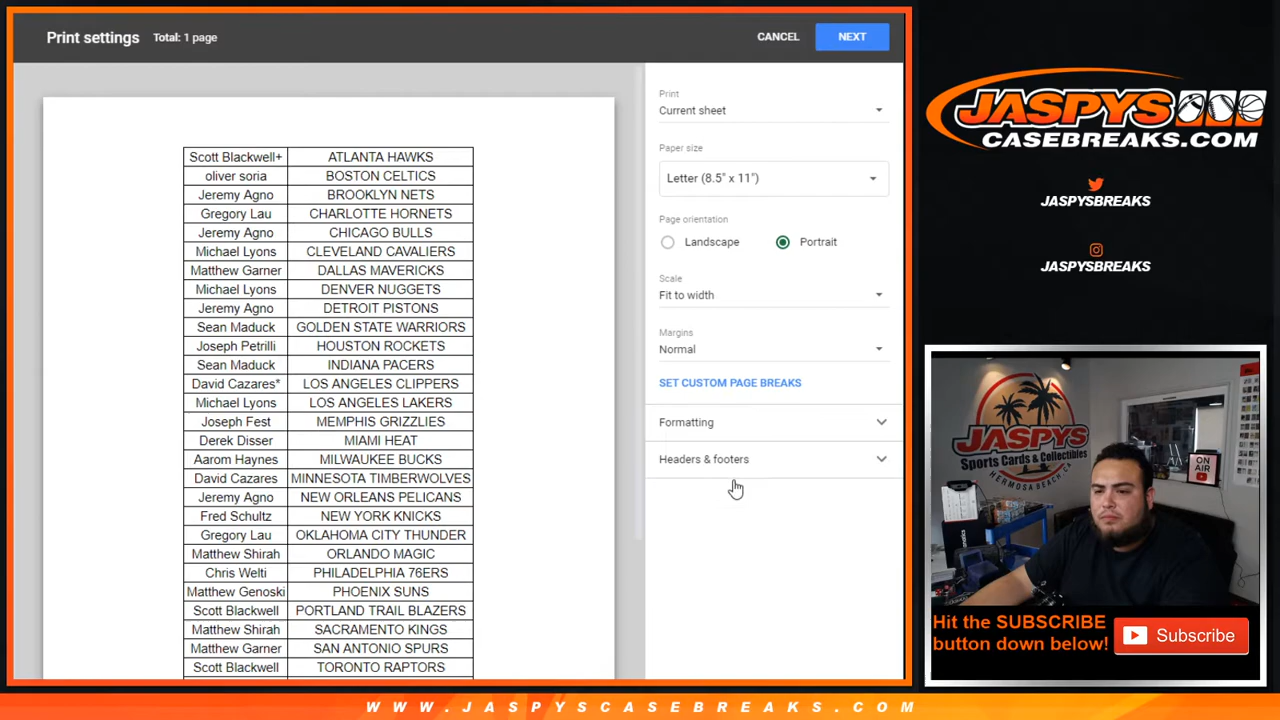 Print settings Total: 1 page
CANCEL NEXT
Scott Blackwell+ ATLANTA HAWKS
oliver soria BOSTON CELTICS
Jeremy Agno BROOKLYN NETS
Gregory Lau CHARLOTTE HORNETS
Jeremy Agno CHICAGO BULLS
Michael Lyons CLEVELAND CAVALIERS
Matthew Garner DALLAS MAVERICKS
Michael Lyons DENVER NUGGETS
Jeremy Agno DETROIT PISTONS
Sean Maduck GOLDEN STATE WARRIORS
Joseph Petrilli HOUSTON ROCKETS
Sean Maduck INDIANA PACERS
David Cazares* LOS ANGELES CLIPPERS
Michael Lyons LOS ANGELES LAKERS
Joseph Fest MEMPHIS GRIZZLIES
Derek Disser MIAMI HEAT
Aarom Haynes MILWAUKEE BUCKS
David Cazares MINNESOTA TIMBERWOLVES
Jeremy Agno NEW ORLEANS PELICANS
Fred Schultz NEW YORK KNICKS
Gregory Lau OKLAHOMA CITY THUNDER
Matthew Shirah ORLANDO MAGIC
Chris Welti PHILADELPHIA 76ERS
Matthew Genoski PHOENIX SUNS
Scott Blackwell PORTLAND TRAIL BLAZERS
Matthew Shirah SACRAMENTO KINGS
Matthew Garner SAN ANTONIO SPURS
Scott Blackwell TORONTO RAPTORS
Print
Current sheet
Paper size
Letter (8.5" x 11")
Page orientation
Landscape Portrait
Scale
Fit to width
Margins
Normal
SET CUSTOM PAGE BREAKS
Formatting
Headers & footers
JASPYS
CASEBREAKS.COM
JASPYSBREAKS
JASPYSBREAKS
JASPYS
Sports Cards & Collectibles
HERMOSA BEACH, CA
ON
AIR
Hit the SUBSCRIBE
button down below!
Subscribe
WWW.JASPYSCASEBREAKS.COM